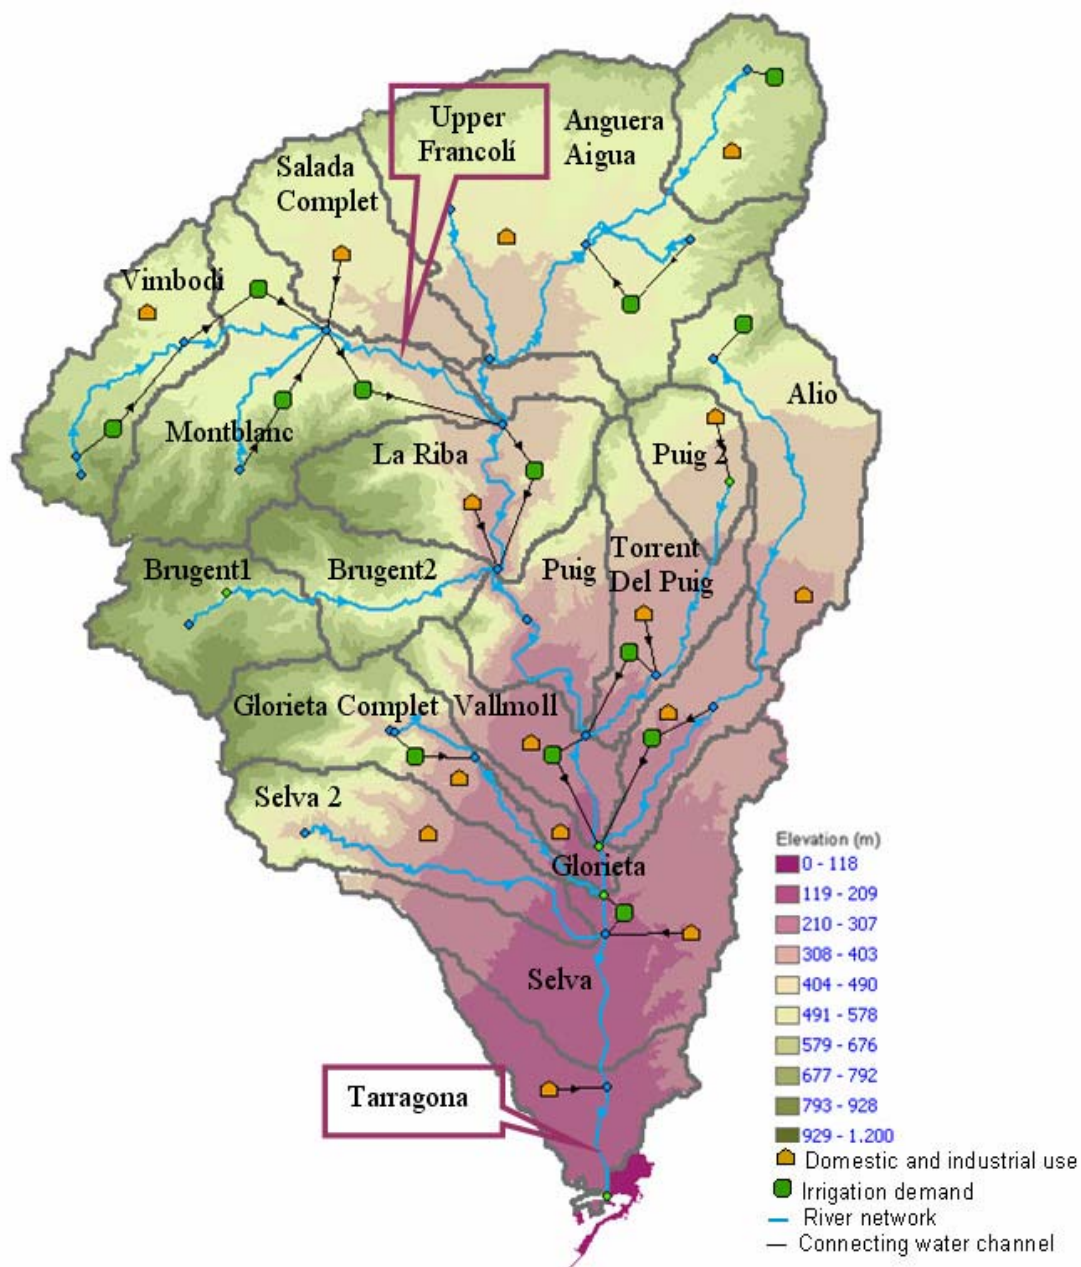 Upper
Francolí
Anguera
Aigua
Salada
Complet
Vimbodi
Alio
Montblanc
La Riba
Puig 2
Brugent1
Brugent2
Puig
Torrent
Del Puig
Glorieta Complet
Vallmoll
Selva 2
Glorieta
Selva
Tarragona
Elevation (m)
0 - 118
119 - 209
210 - 307
308 - 403
404 - 490
491 - 578
579 - 676
677 - 792
793 - 928
929 - 1.200
Domestic and industrial use
Irrigation demand
River network
Connecting water channel